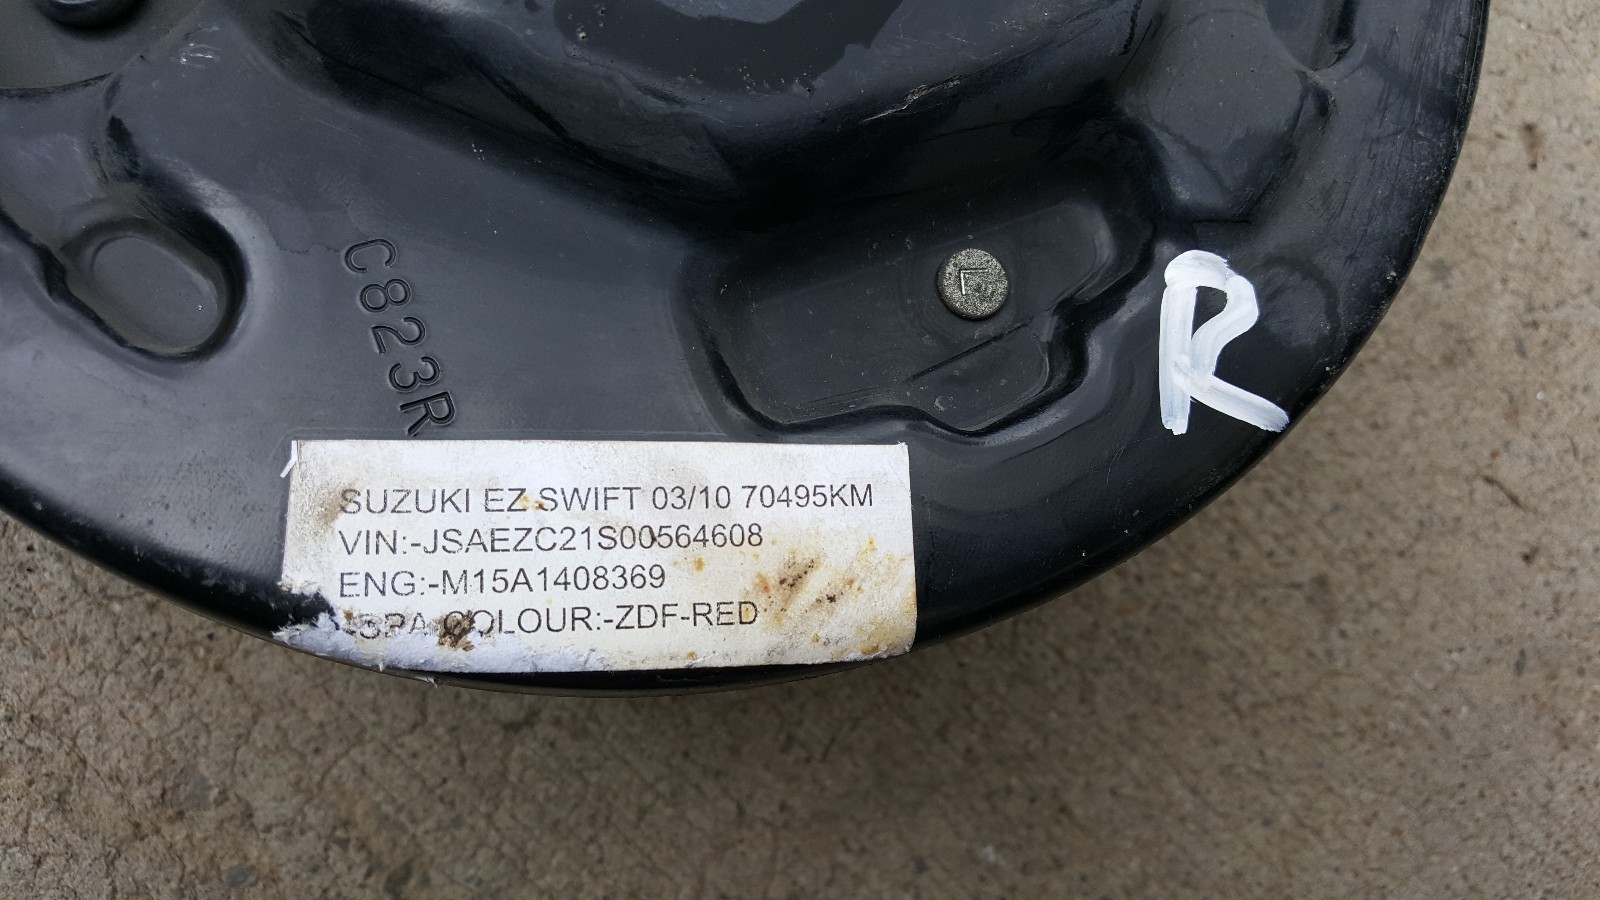 C823R
L
R
SUZUKI EZ SWIFT 03/10 70495KM
VIN:-JSAEZC21S00564608
ENG:-M15A1408369
COLOUR:-ZDF-RED